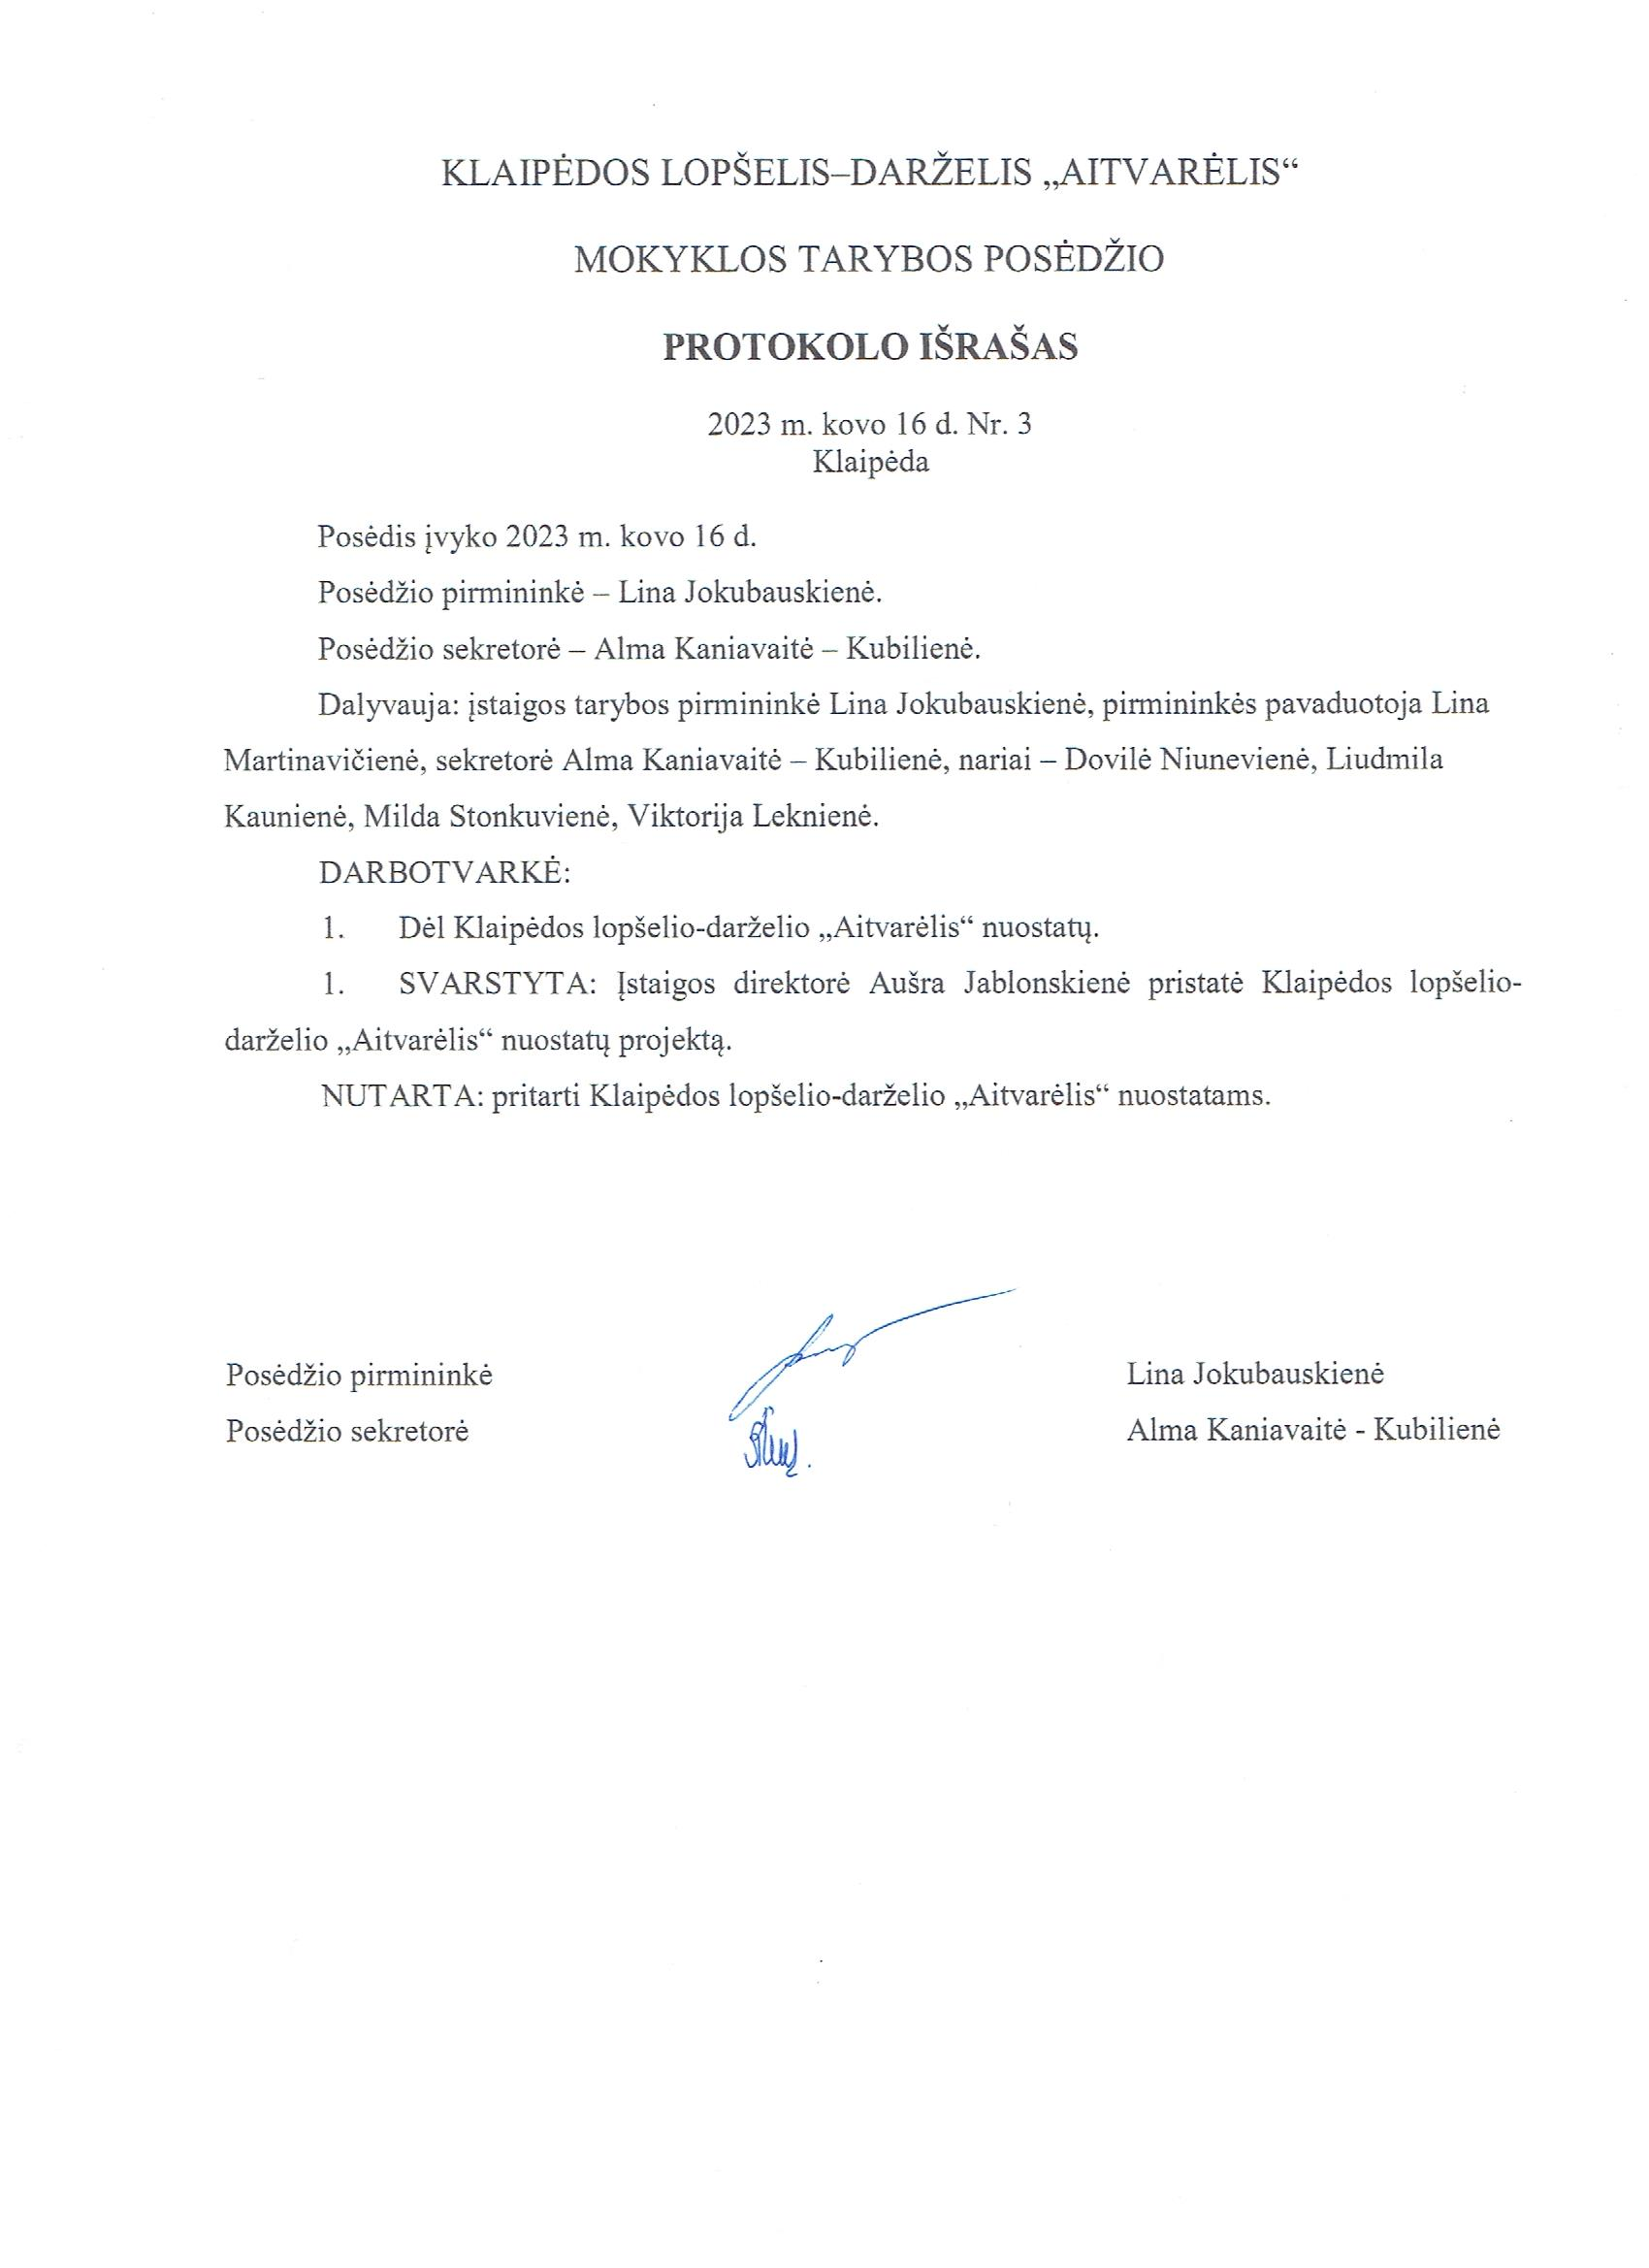 KLAIPĖDOS LOPŠELIS–DARŽELIS „AITVARĖLIS“
MOKYKLOS TARYBOS POSĖDŽIO
PROTOKOLO IŠRAŠAS
2023 m. kovo 16 d. Nr. 3
Klaipėda
Posėdis įvyko 2023 m. kovo 16 d.
Posėdžio pirmininkė – Lina Jokubauskienė.
Posėdžio sekretorė – Alma Kaniavaitė – Kubilienė.
Dalyvauja: įstaigos tarybos pirmininkė Lina Jokubauskienė, pirmininkės pavaduotoja Lina
Martinavičienė, sekretorė Alma Kaniavaitė – Kubilienė, nariai – Dovilė Niunevienė, Liudmila
Kaunienė, Milda Stonkuvienė, Viktorija Leknienė.
DARBOTVARKĖ:
1. Dėl Klaipėdos lopšelio-darželio „Aitvarėlis“ nuostatų.
1. SVARSTYTA: Įstaigos direktorė Aušra Jablonskienė pristatė Klaipėdos lopšelio-
darželio „Aitvarėlis“ nuostatų projektą.
NUTARTA: pritarti Klaipėdos lopšelio-darželio „Aitvarėlis“ nuostatams.
Posėdžio pirmininkė Lina Jokubauskienė
Posėdžio sekretorė Alma Kaniavaitė - Kubilienė